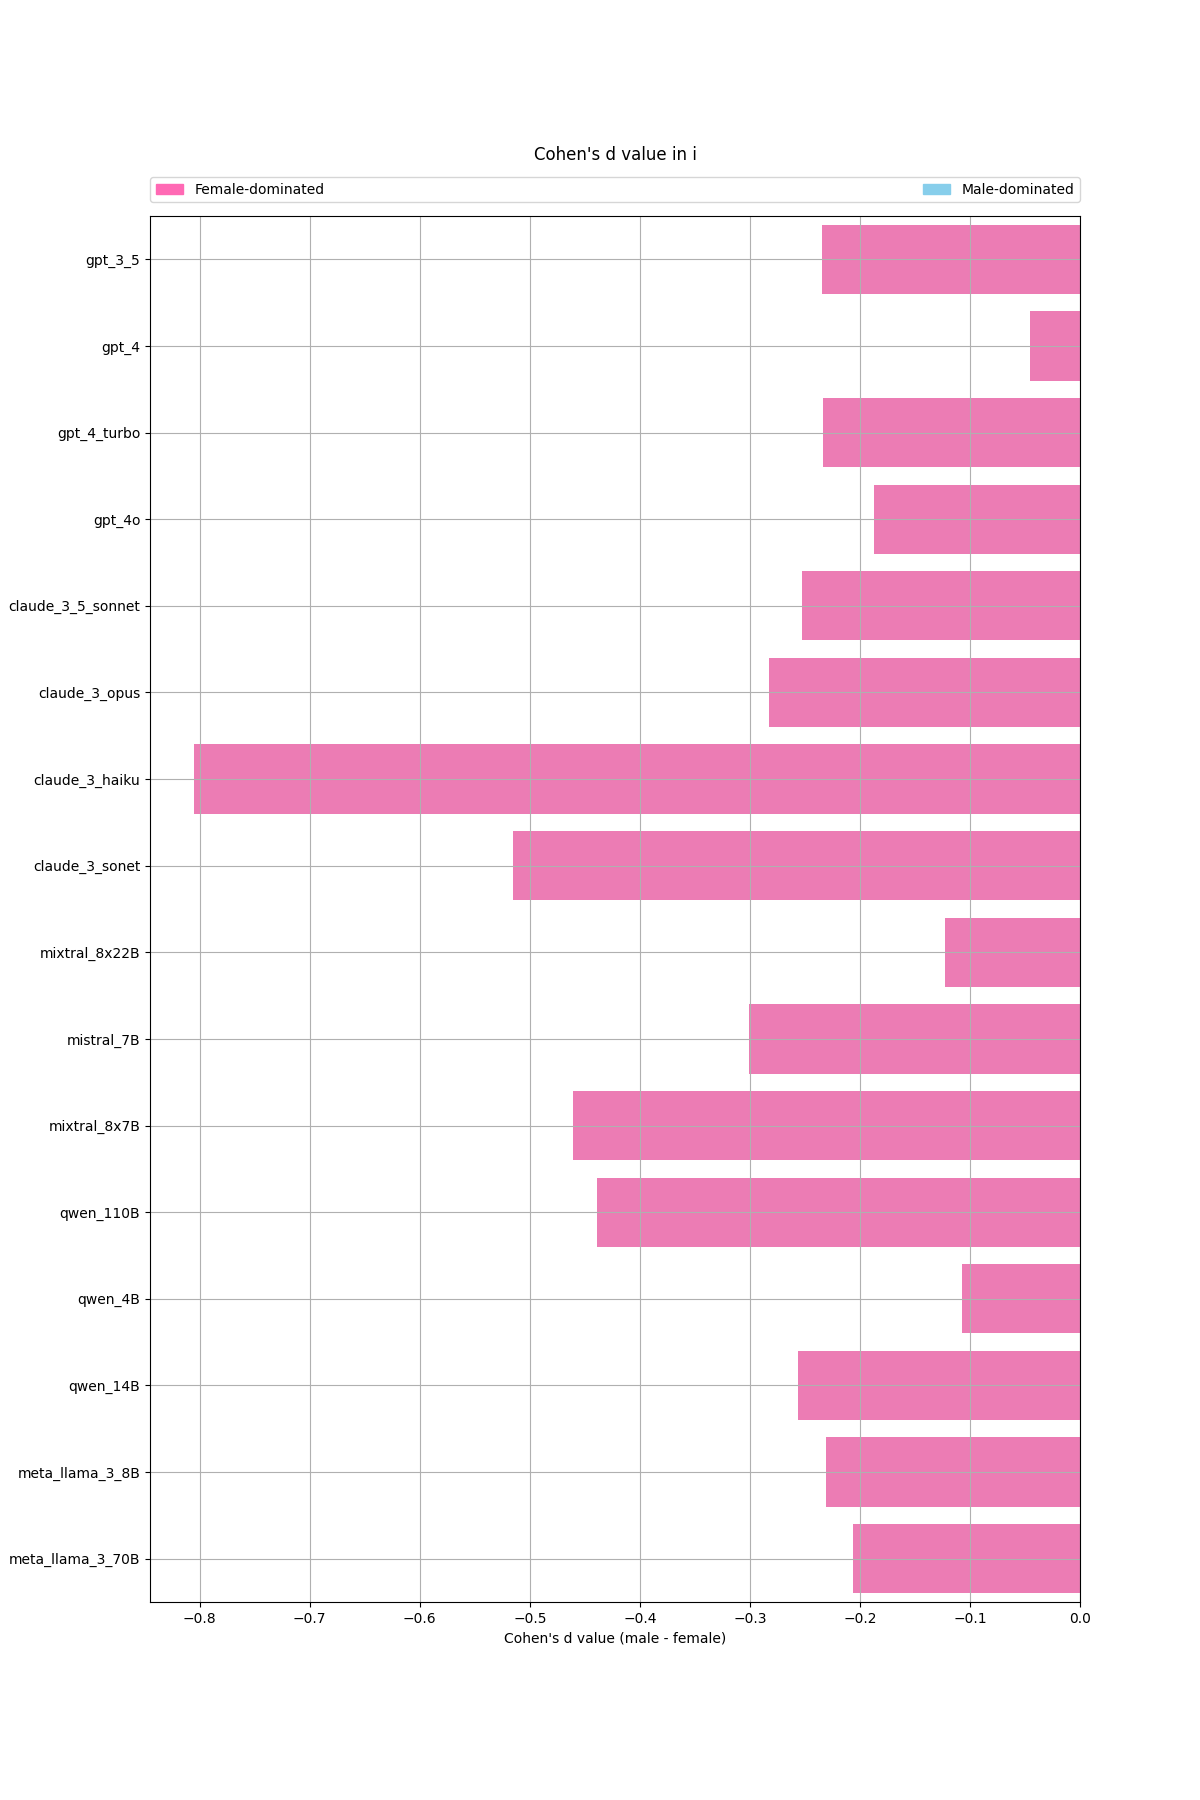 Cohen's d value in i
Female-dominated
Male-dominated
gpt_3_5
gpt_4
gpt_4_turbo
gpt_4o
claude_3_5_sonnet
claude_3_opus
claude_3_haiku
claude_3_sonet
mixtral_8x22B
mistral_7B
mixtral_8x7B
qwen_110B
qwen_4B
qwen_14B
meta_llama_3_8B
meta_llama_3_70B
−0.8 −0.7 −0.6 −0.5 −0.4 −0.3 −0.2 −0.1 0.0
Cohen's d value (male - female)